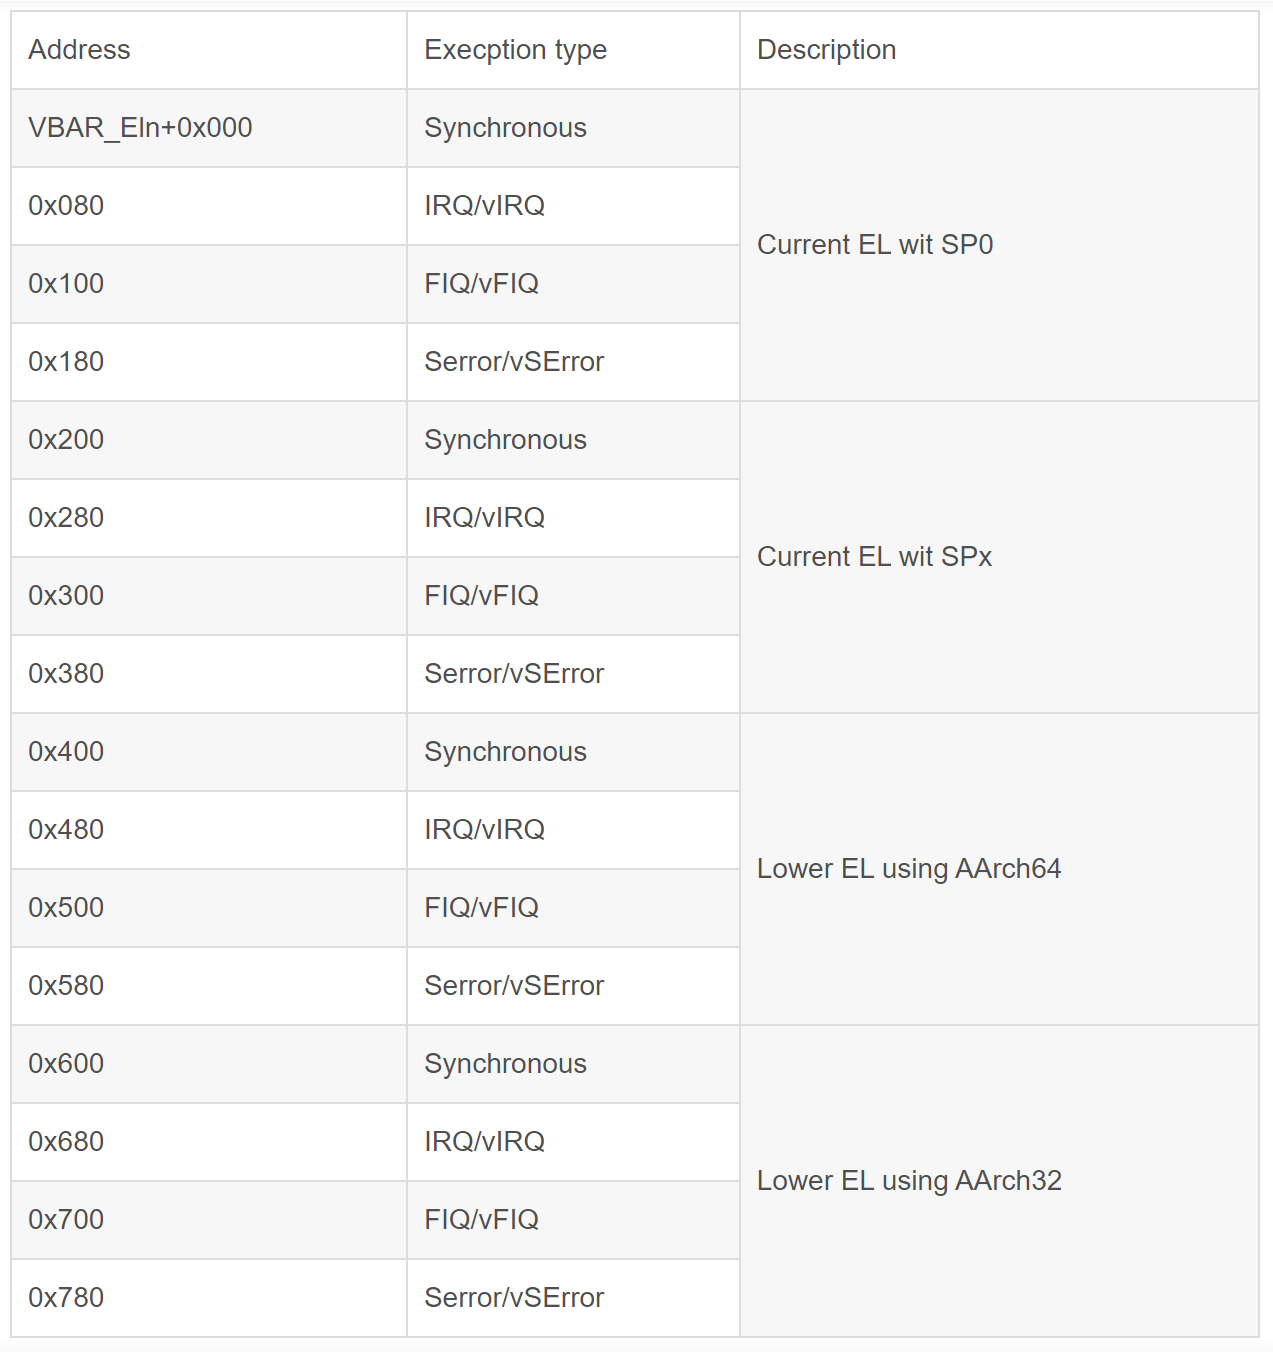 Address Execption type Description
VBAR_Eln+0x000 Synchronous
0x080 IRQ/vIRQ
Current EL wit SP0
0x100 FIQ/vFIQ
0x180 Serror/vSError
0x200 Synchronous
0x280 IRQ/vIRQ
Current EL wit SPx
0x300 FIQ/vFIQ
0x380 Serror/vSError
0x400 Synchronous
0x480 IRQ/vIRQ
Lower EL using AArch64
0x500 FIQ/vFIQ
0x580 Serror/vSError
0x600 Synchronous
0x680 IRQ/vIRQ
Lower EL using AArch32
0x700 FIQ/vFIQ
0x780 Serror/vSError